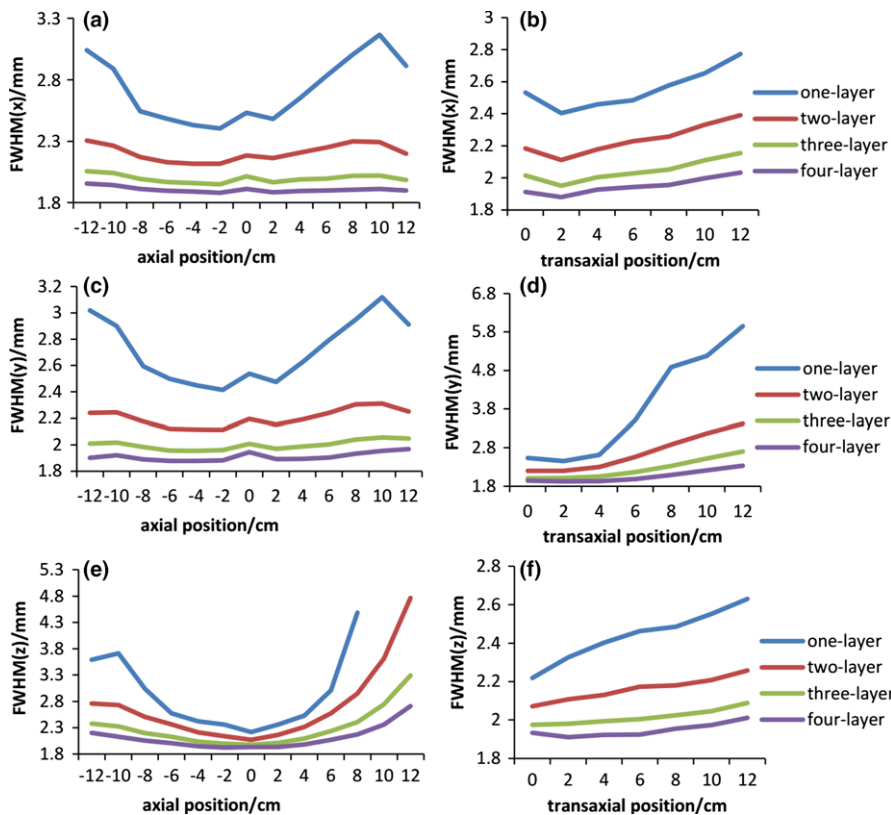 (a)
FWHM(x)/mm
3.3
2.8
2.3
1.8
-12 -10 -8 -6 -4 -2 0 2 4 6 8 10 12
axial position/cm
(b)
FWHM(x)/mm
3
2.8
2.6
2.4
2.2
2
1.8
0 2 4 6 8 10 12
transaxial position/cm
one-layer
two-layer
three-layer
four-layer
(c)
FWHM(y)/mm
3.2
3
2.8
2.6
2.4
2.2
2
1.8
-12 -10 -8 -6 -4 -2 0 2 4 6 8 10 12
axial position/cm
(d)
FWHM(y)/mm
6.8
5.8
4.8
3.8
2.8
1.8
0 2 4 6 8 10 12
transaxial position/cm
one-layer
two-layer
three-layer
four-layer
(e)
FWHM(z)/mm
5.3
4.8
4.3
3.8
3.3
2.8
2.3
1.8
-12 -10 -8 -6 -4 -2 0 2 4 6 8 10 12
axial position/cm
(f)
FWHM(z)/mm
2.8
2.6
2.4
2.2
2
1.8
0 2 4 6 8 10 12
transaxial position/cm
one-layer
two-layer
three-layer
four-layer